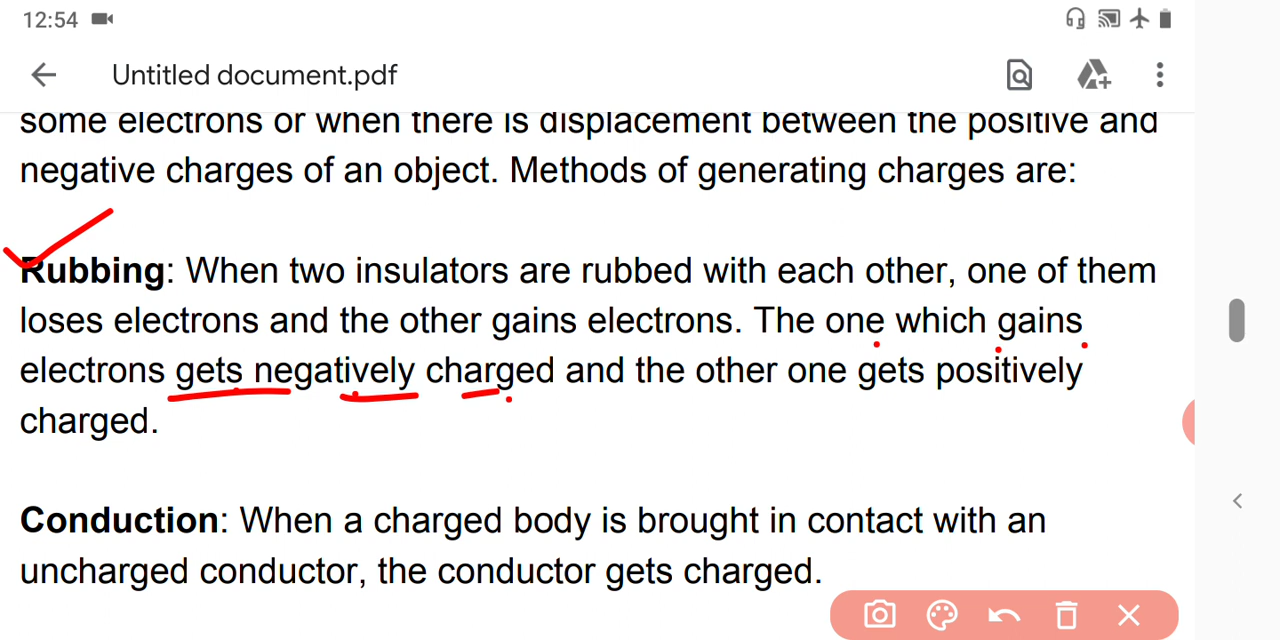 12:54
Untitled document.pdf
some electrons or when there is displacement between the positive and
negative charges of an object. Methods of generating charges are:
Rubbing: When two insulators are rubbed with each other, one of them
loses electrons and the other gains electrons. The one which gains
electrons gets negatively charged and the other one gets positively
charged.
Conduction: When a charged body is brought in contact with an
uncharged conductor, the conductor gets charged.